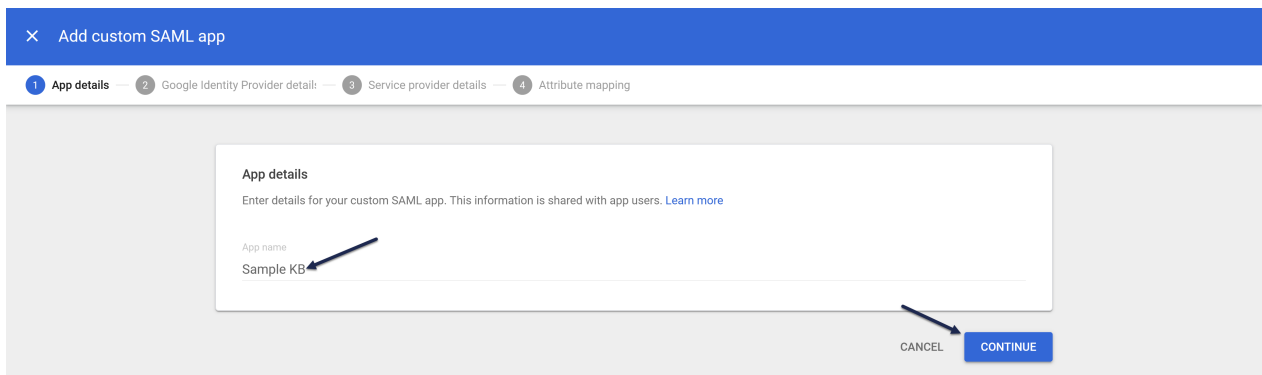 Add custom SAML app
1 App details 2 Google Identity Provider details 3 Service provider details 4 Attribute mapping
App details
Enter details for your custom SAML app. This information is shared with app users. Learn more
App name
Sample KB
CANCEL CONTINUE